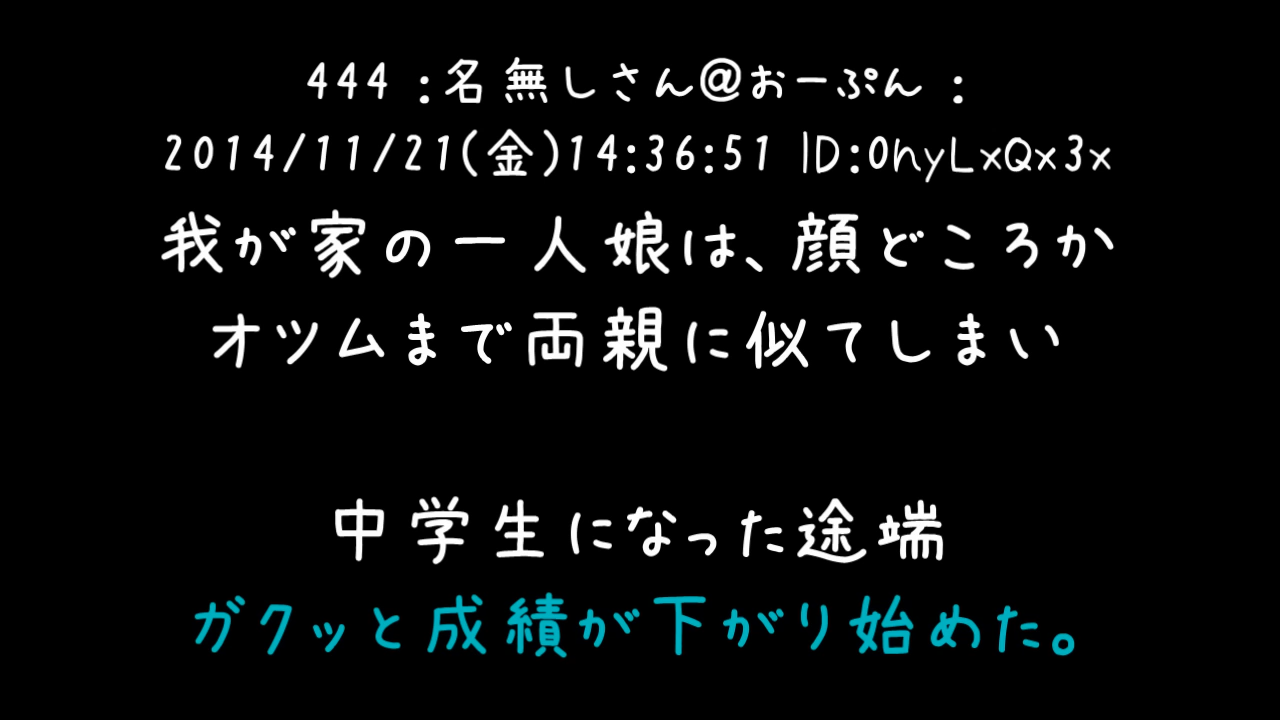 444 :名無しさん@おーぷん :
2014/11/21(金)14:36:51 ID:0hyLxQx3x
我が家の一人娘は、顔どころか
オツムまで両親に似てしまい
中学生になった途端
ガクッと成績が下がり始めた。